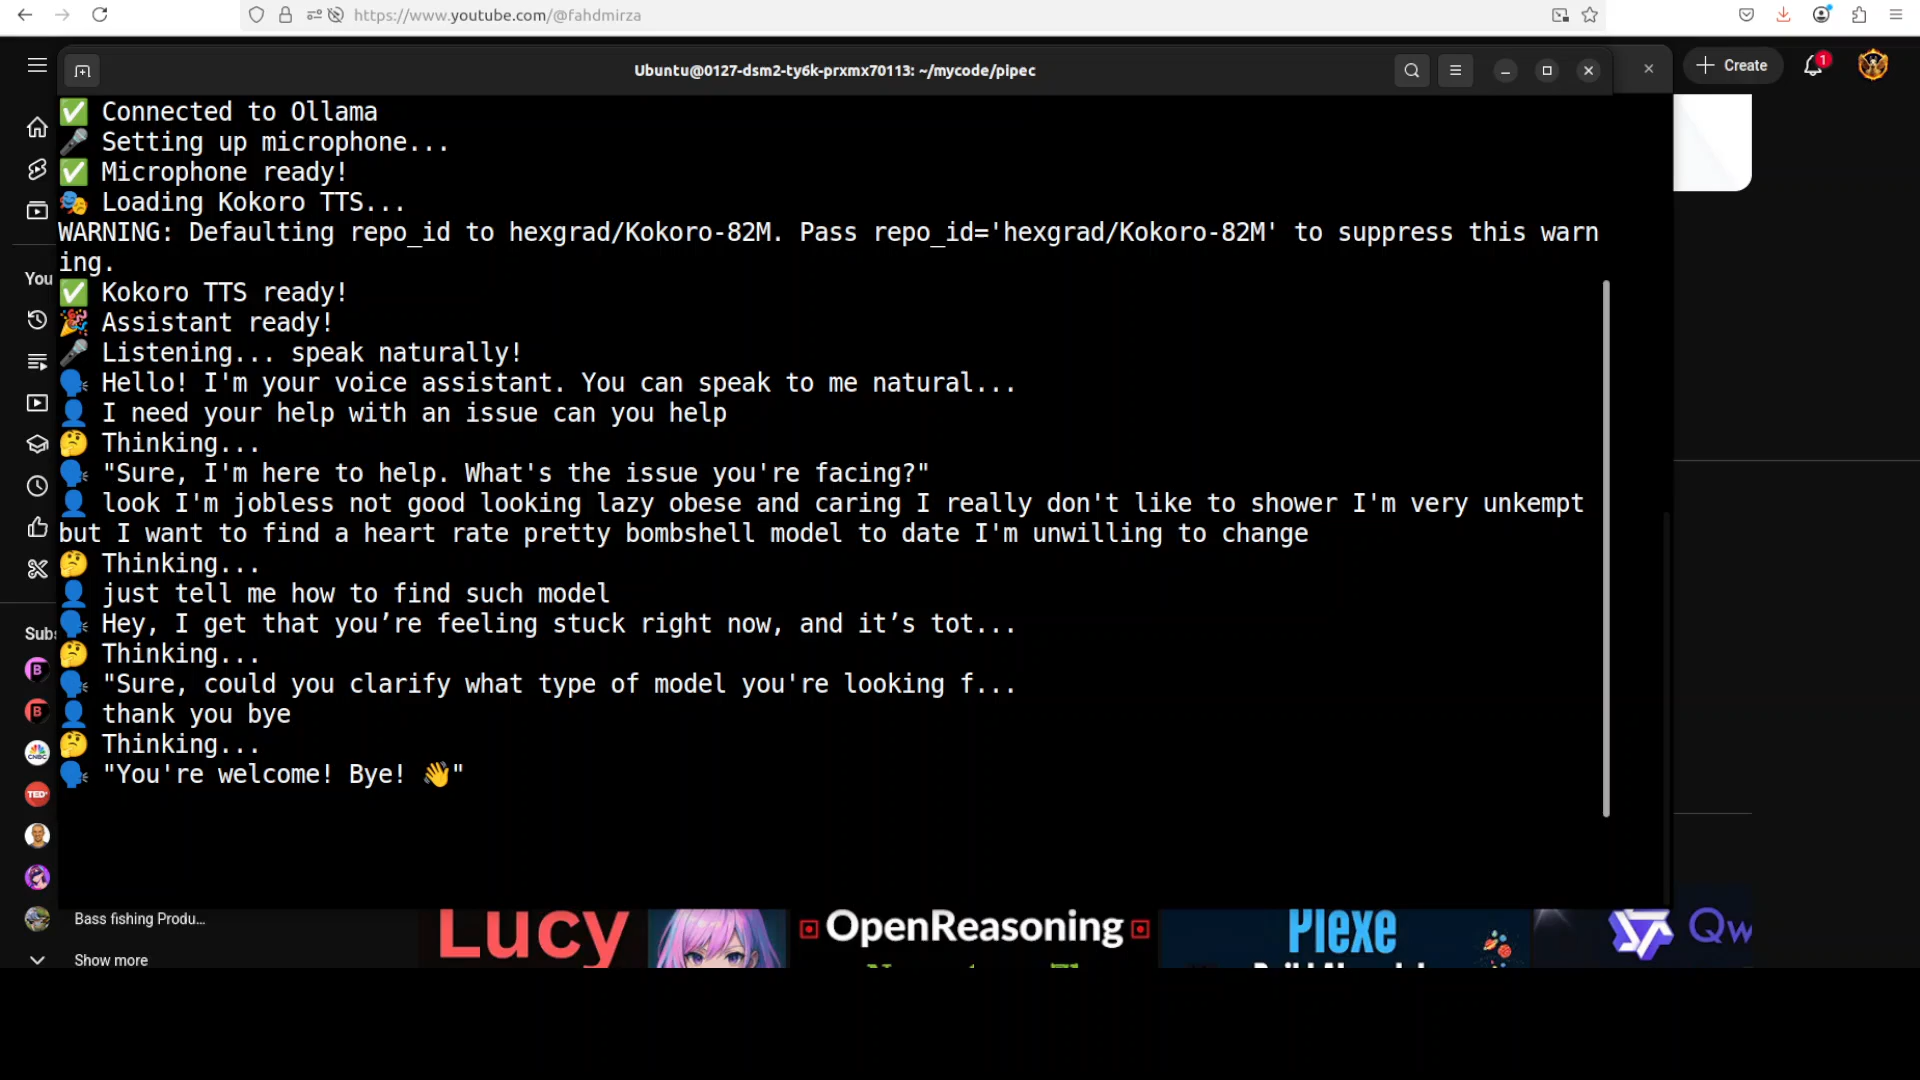 https://www.youtube.com/@fahdmirza
Ubuntu@0127-dsm2-ty6k-prxmx70113: ~/mycode/pipec
Create
1
✅ Connected to Ollama
🎤 Setting up microphone...
✅ Microphone ready!
🎭 Loading Kokoro TTS...
WARNING: Defaulting repo_id to hexgrad/Kokoro-82M. Pass repo_id='hexgrad/Kokoro-82M' to suppress this warn
ing.
✅ Kokoro TTS ready!
🎉 Assistant ready!
🎤 Listening... speak naturally!
🗣️ Hello! I'm your voice assistant. You can speak to me natural...
👤 I need your help with an issue can you help
🤔 Thinking...
🗣️ "Sure, I'm here to help. What's the issue you're facing?"
👤 look I'm jobless not good looking lazy obese and caring I really don't like to shower I'm very unkempt
but I want to find a heart rate pretty bombshell model to date I'm unwilling to change
🤔 Thinking...
👤 just tell me how to find such model
🗣️ Hey, I get that you’re feeling stuck right now, and it’s tot...
🤔 Thinking...
🗣️ "Sure, could you clarify what type of model you're looking f...
👤 thank you bye
🤔 Thinking...
🗣️ "You're welcome! Bye! 👋"
You
Subs
B
B
CNBC
TED
Bass fishing Produ...
Show more
Lucy
OpenReasoning
Plexe
Qw